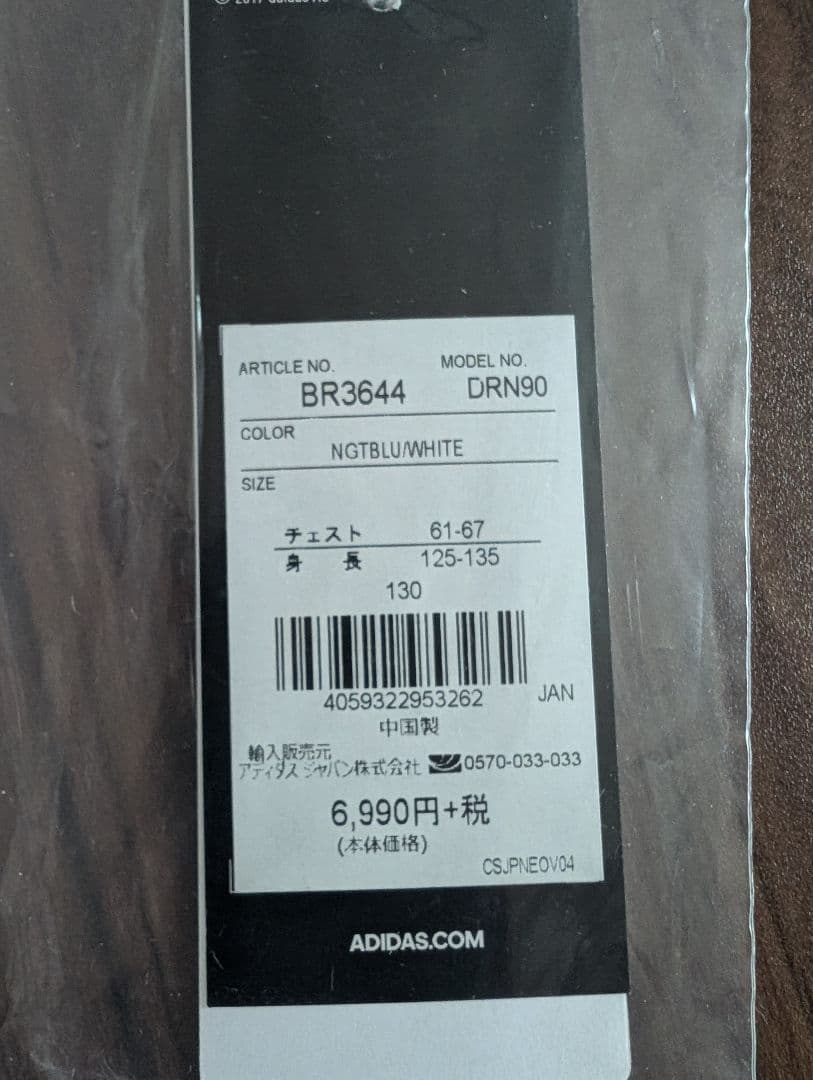 © 2017 adidas AG
ARTICLE NO. MODEL NO.
BR3644 DRN90
COLOR
NGTBLU/WHITE
SIZE
チェスト 61-67
身長 125-135
130
4059322953262 JAN
中国製
輸入販売元
アディダス ジャパン株式会社 0570-033-033
6,990円+税
(本体価格)
CSJPNEOV04
ADIDAS.COM